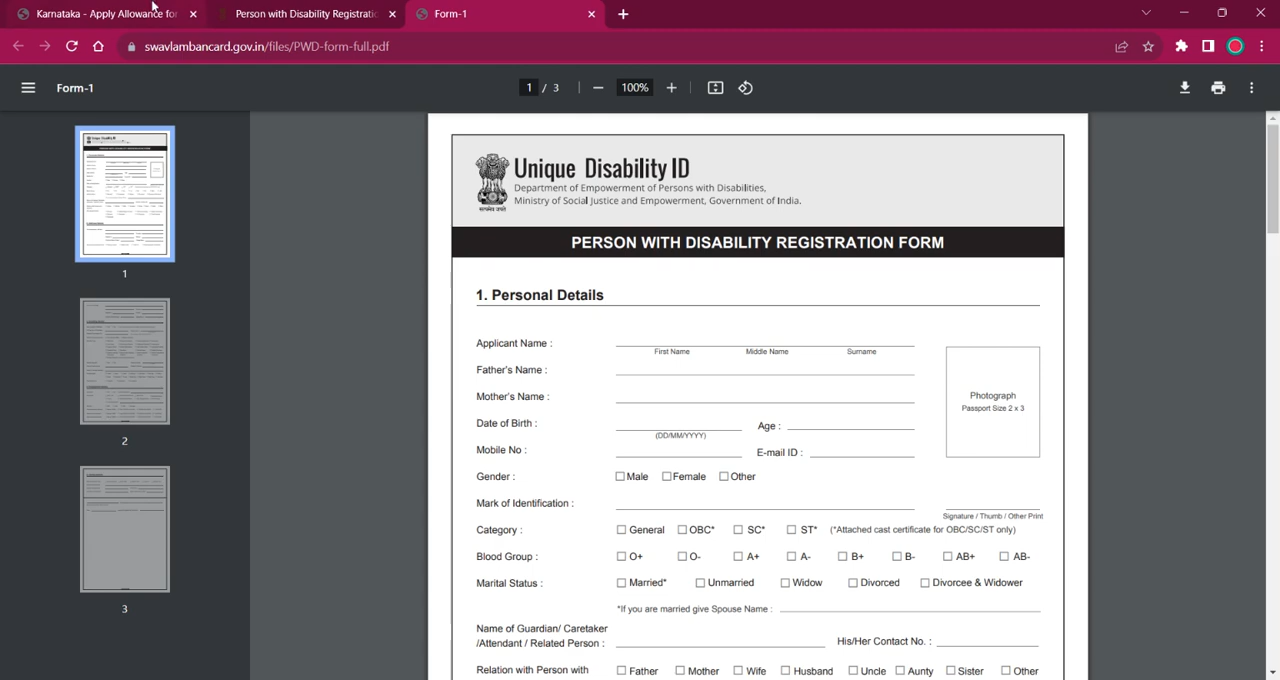 Karnataka - Apply Allowance for
Person with Disability Registratic
Form-1
swavlambancard.gov.in/files/PWD-form-full.pdf
Form-1
1 / 3
100%
Unique Disability ID
Department of Empowerment of Persons with Disabilities,
Ministry of Social Justice and Empowerment, Government of India.
सत्यमेव जयते
PERSON WITH DISABILITY REGISTRATION FORM
1. Personal Details
Applicant Name :
First Name Middle Name Surname
Father's Name :
Mother's Name :
Photograph
Passport Size 2 x 3
Date of Birth : Age :
(DD/MM/YYYY)
Mobile No : E-mail ID :
Gender : Male Female Other
Mark of Identification :
Signature / Thumb / Other Print
Category : General OBC* SC* ST* (*Attached cast certificate for OBC/SC/ST only)
Blood Group : O+ O- A+ A- B+ B- AB+ AB-
Marital Status : Married* Unmarried Widow Divorced Divorcee & Widower
*If you are married give Spouse Name :
Name of Guardian/ Caretaker
/Attendant / Related Person : His/Her Contact No. :
Relation with Person with Father Mother Wife Husband Uncle Aunty Sister Other
1
2
3